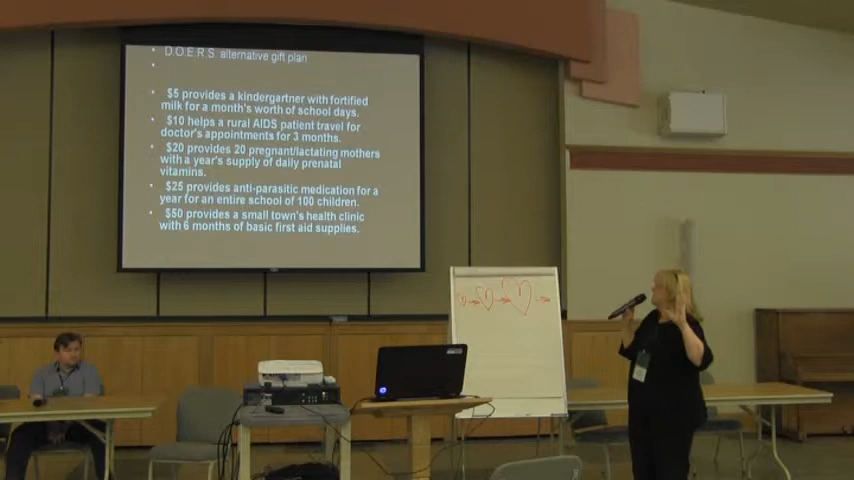 • D.O.E.R.S alternative gift plan
•
• $5 provides a kindergartner with fortified
milk for a month's worth of school days.
• $10 helps a rural AIDS patient travel for
doctor's appointments for 3 months.
• $20 provides 20 pregnant/lactating mothers
with a year's supply of daily prenatal
vitamins.
• $25 provides anti-parasitic medication for a
year for an entire school of 100 children.
• $50 provides a small town's health clinic
with 6 months of basic first aid supplies.